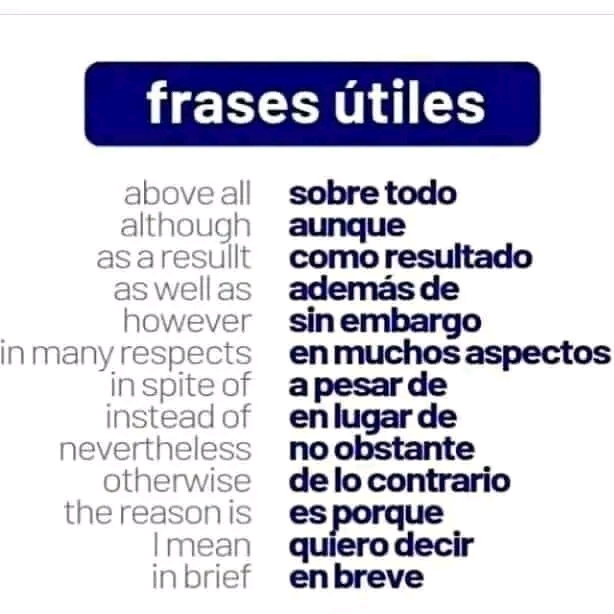 frases útiles
above all sobre todo
although aunque
as a resullt como resultado
as well as además de
however sin embargo
in many respects en muchos aspectos
in spite of a pesar de
instead of en lugar de
nevertheless no obstante
otherwise de lo contrario
the reason is es porque
I mean quiero decir
in brief en breve